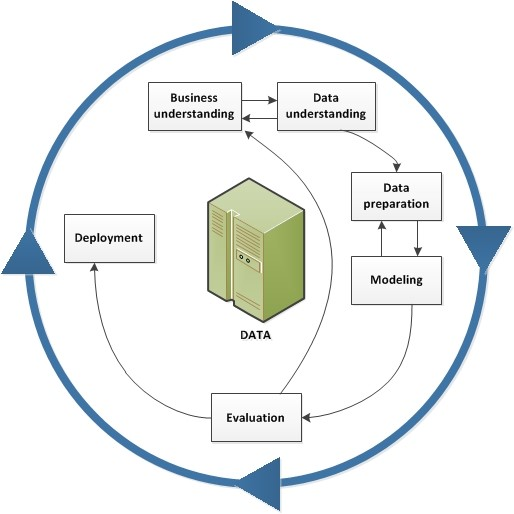 Business
understanding
Data
understanding
Data
preparation
Deployment
Modeling
DATA
Evaluation